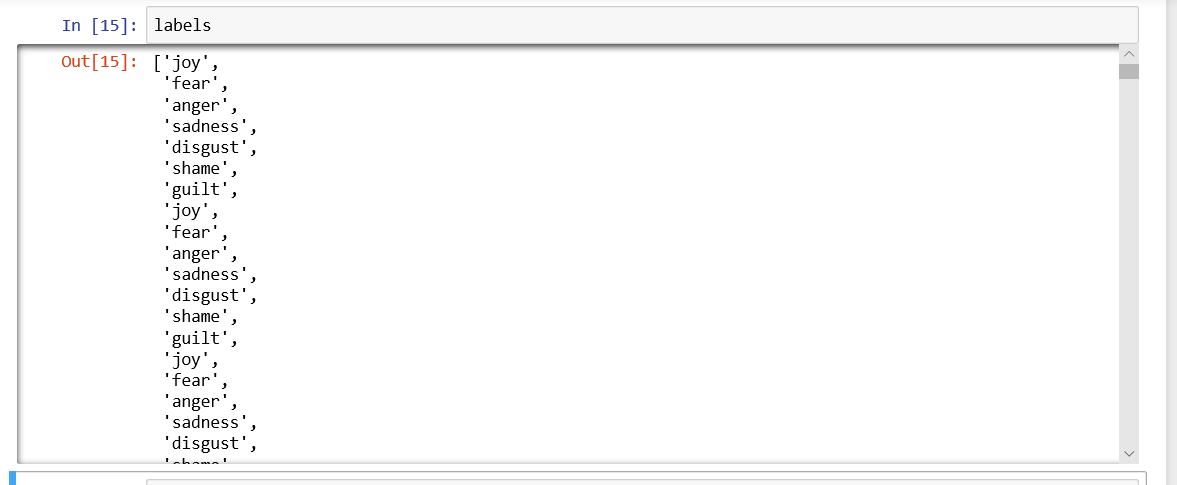 In [15]: labels
Out[15]: ['joy',
'fear',
'anger',
'sadness',
'disgust',
'shame',
'guilt',
'joy',
'fear',
'anger',
'sadness',
'disgust',
'shame',
'guilt',
'joy',
'fear',
'anger',
'sadness',
'disgust',